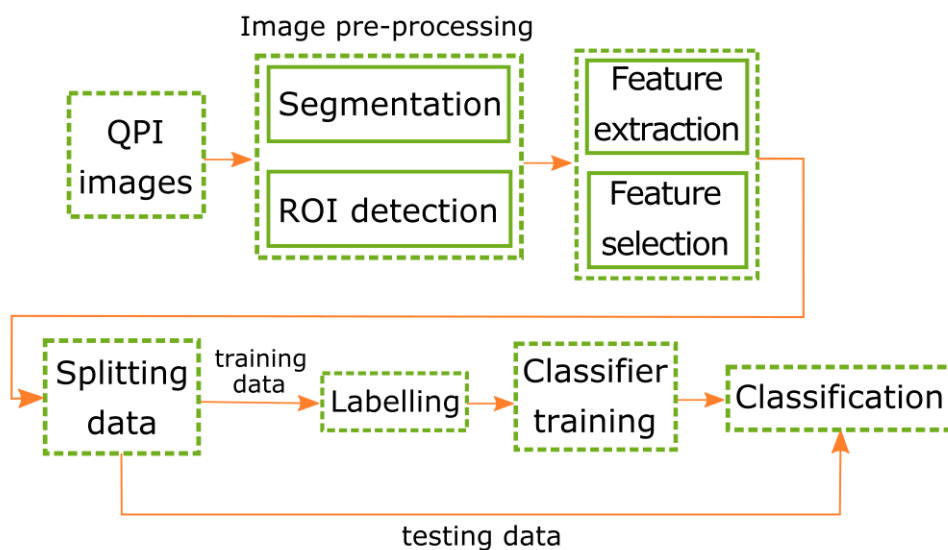 Image pre-processing
QPI
images
Segmentation
ROI detection
Feature
extraction
Feature
selection
Splitting
data
training
data
Labelling
Classifier
training
Classification
testing data